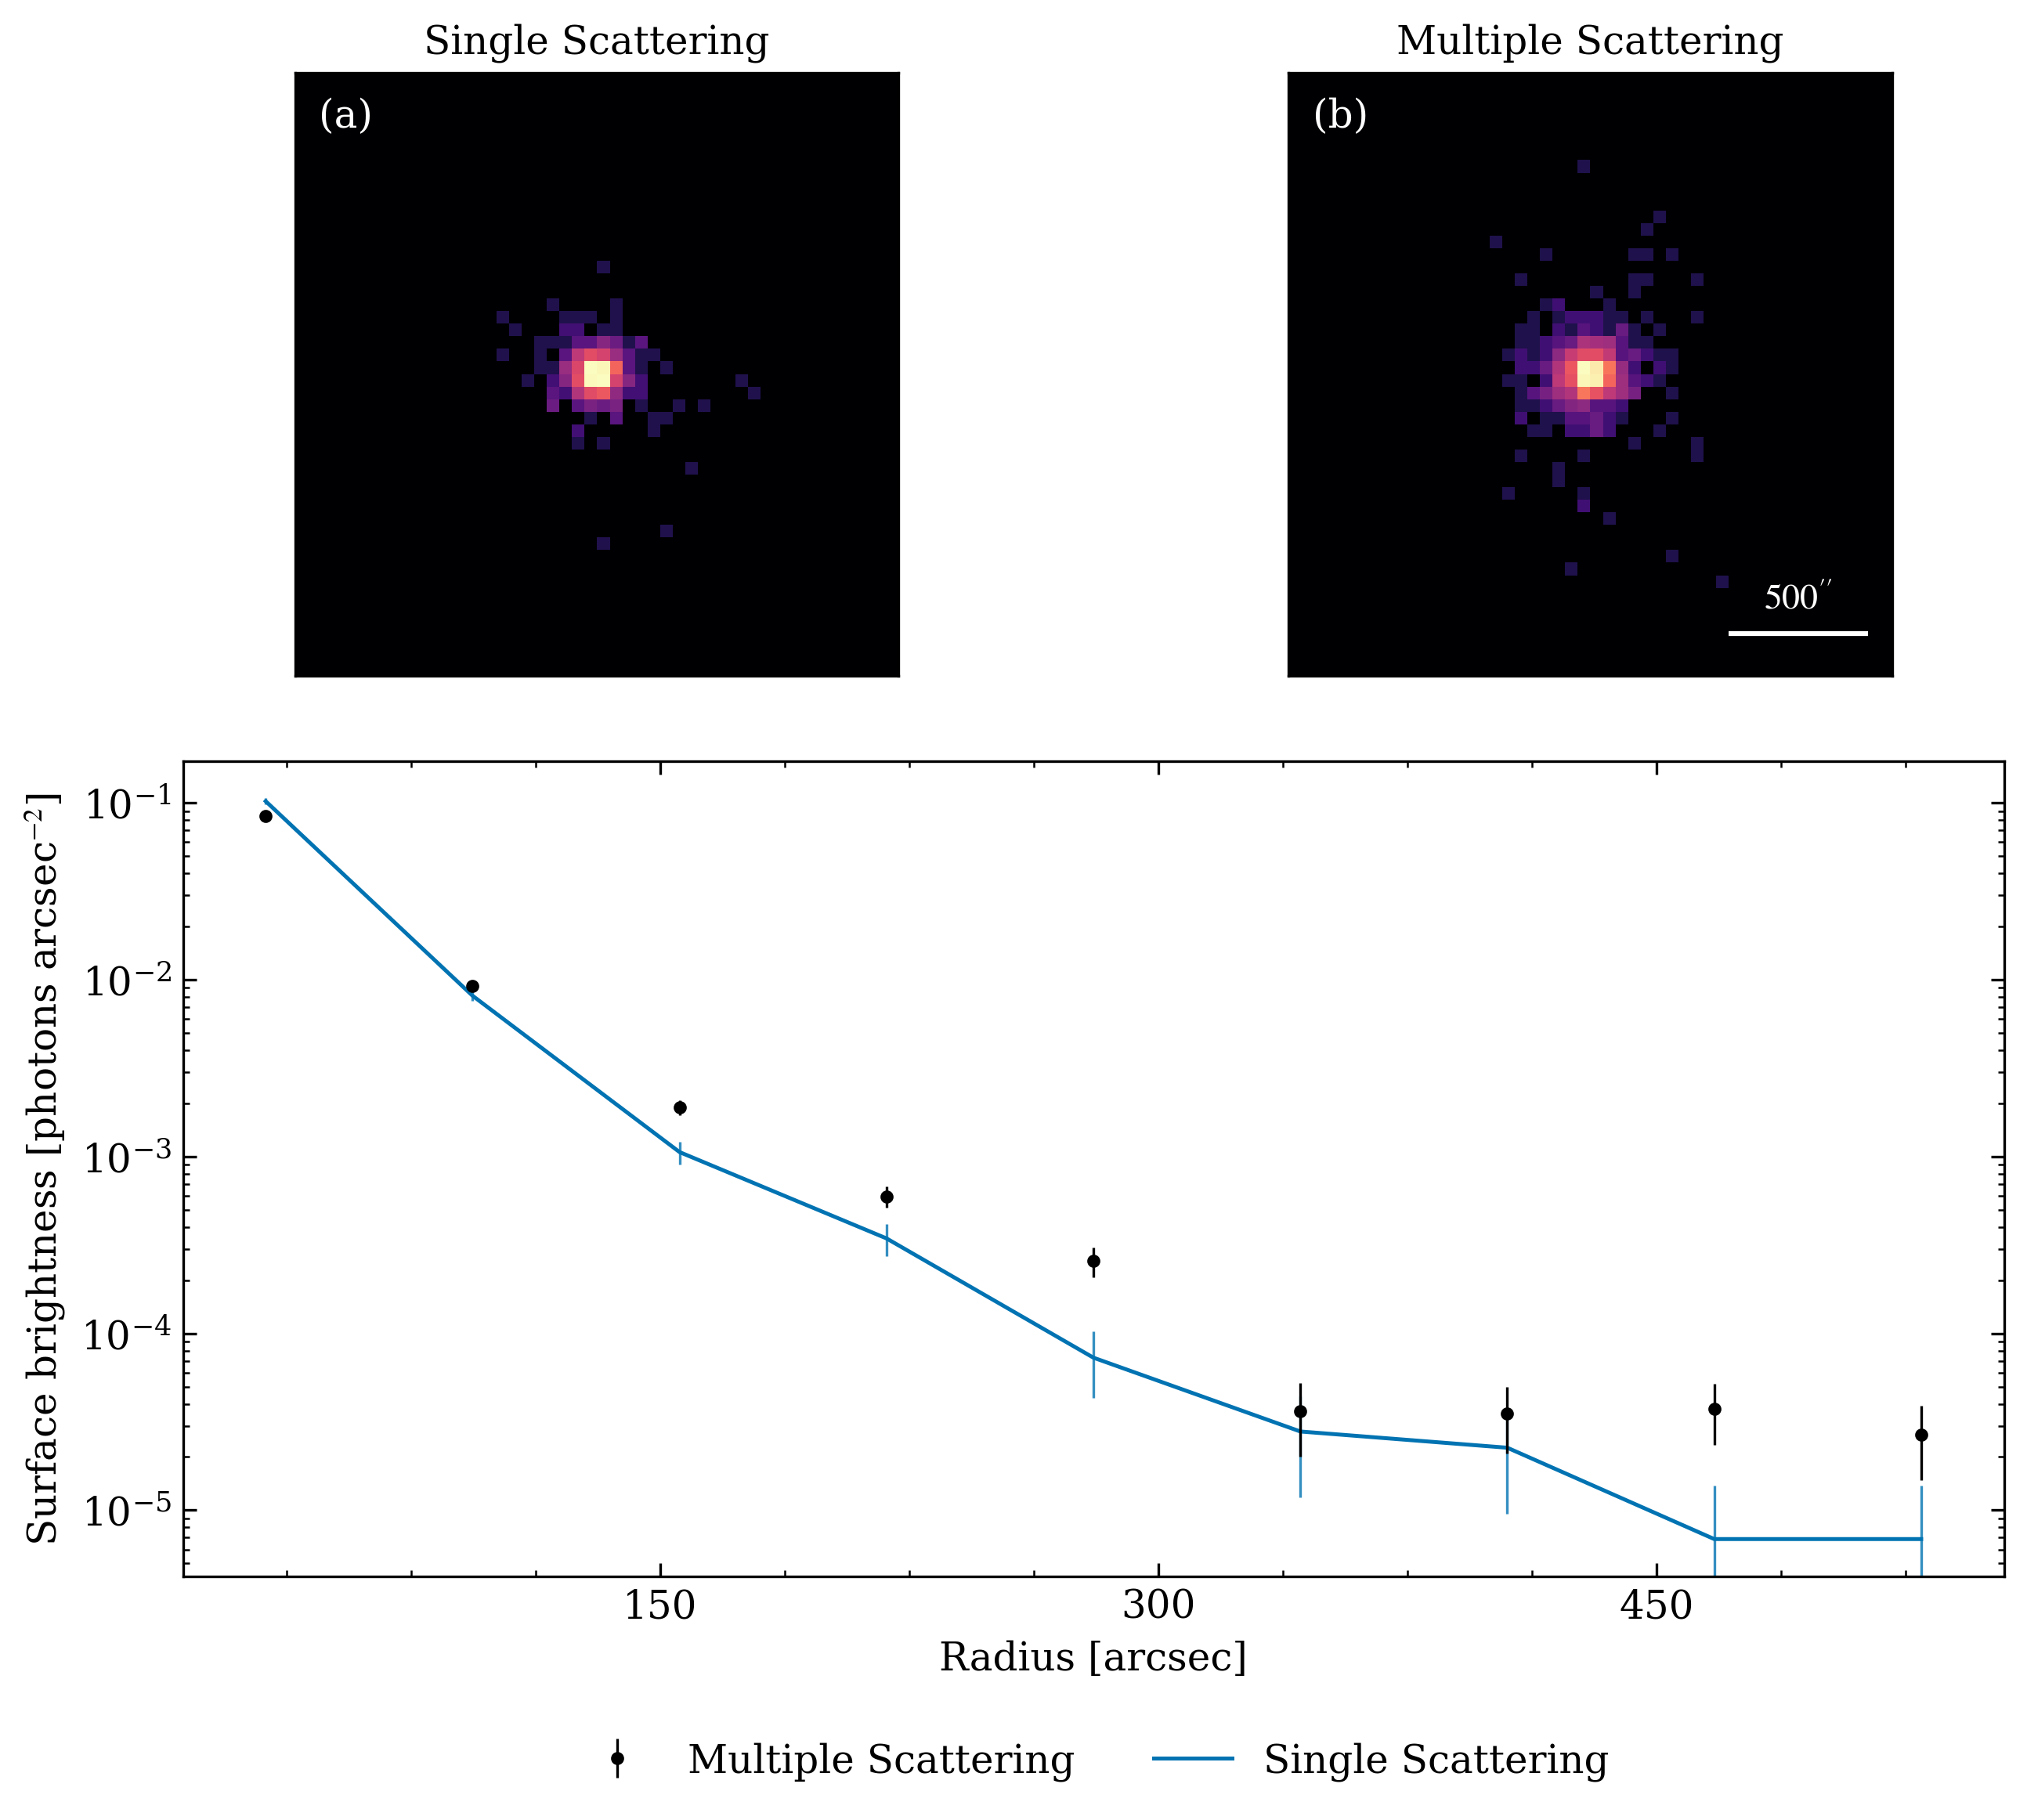 Single Scattering
Multiple Scattering
(a)
(b)
500″
10⁻¹
10⁻²
10⁻³
10⁻⁴
10⁻⁵
Surface brightness [photons arcsec⁻²]
150 300 450
Radius [arcsec]
Multiple Scattering
Single Scattering